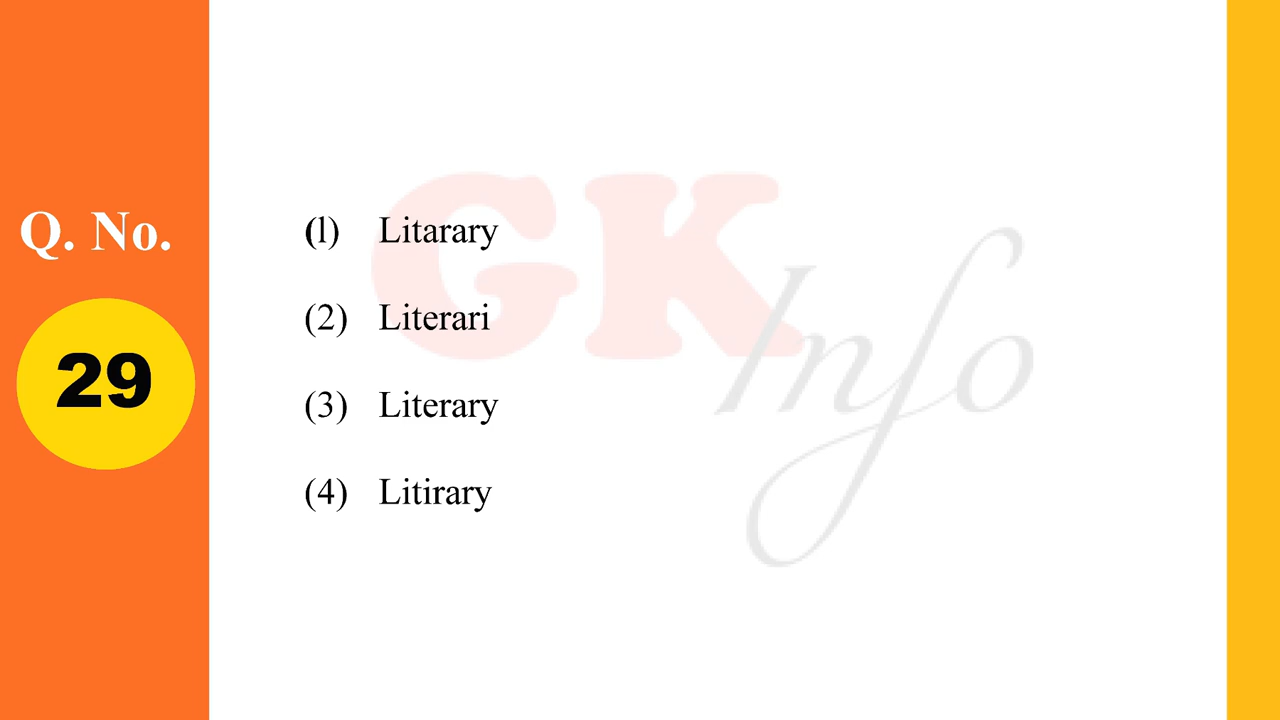 Q. No.
29
GK
Info
(l) Litarary
(2) Literari
(3) Literary
(4) Litirary